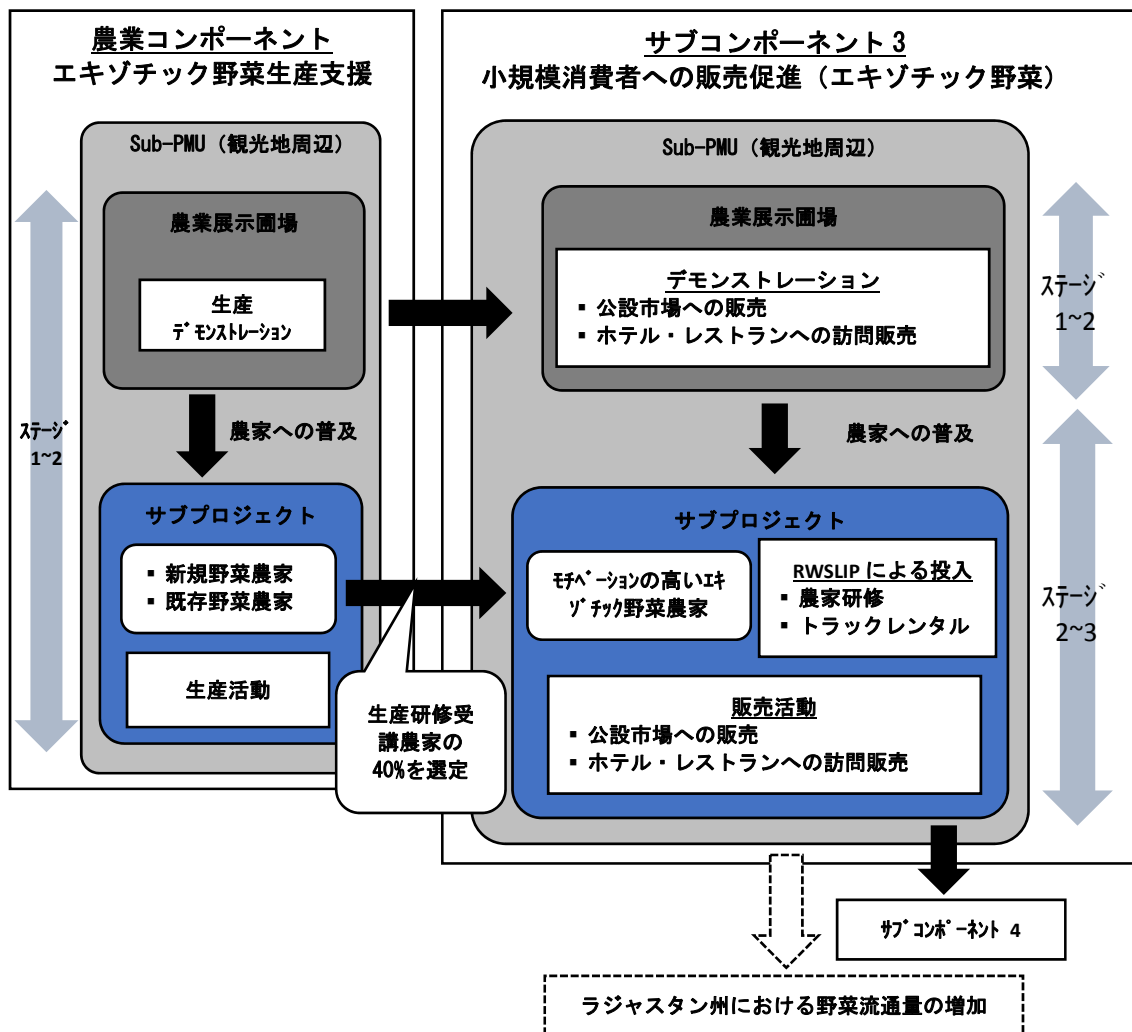 農業コンポーネント
エキゾチック野菜生産支援
Sub-PMU（観光地周辺）
農業展示圃場
生産
ﾃﾞﾓﾝｽﾄﾚｰｼｮﾝ
農家への普及
ｽﾃｰｼﾞ
1~2
サブプロジェクト
▪ 新規野菜農家
▪ 既存野菜農家
生産活動
生産研修受
講農家の
40%を選定
サブコンポーネント 3
小規模消費者への販売促進（エキゾチック野菜）
Sub-PMU（観光地周辺）
農業展示圃場
デモンストレーション
▪ 公設市場への販売
▪ ホテル・レストランへの訪問販売
ｽﾃｰｼﾞ
1~2
農家への普及
サブプロジェクト
ﾓﾁﾍﾞｰｼｮﾝの高いｴｷ
ｿﾞﾁｯｸ野菜農家
RWSLIP による投入
▪ 農家研修
▪ トラックレンタル
ｽﾃｰｼﾞ
2~3
販売活動
▪ 公設市場への販売
▪ ホテル・レストランへの訪問販売
ｻﾌﾞｺﾝﾎﾟｰﾈﾝﾄ 4
ラジャスタン州における野菜流通量の増加